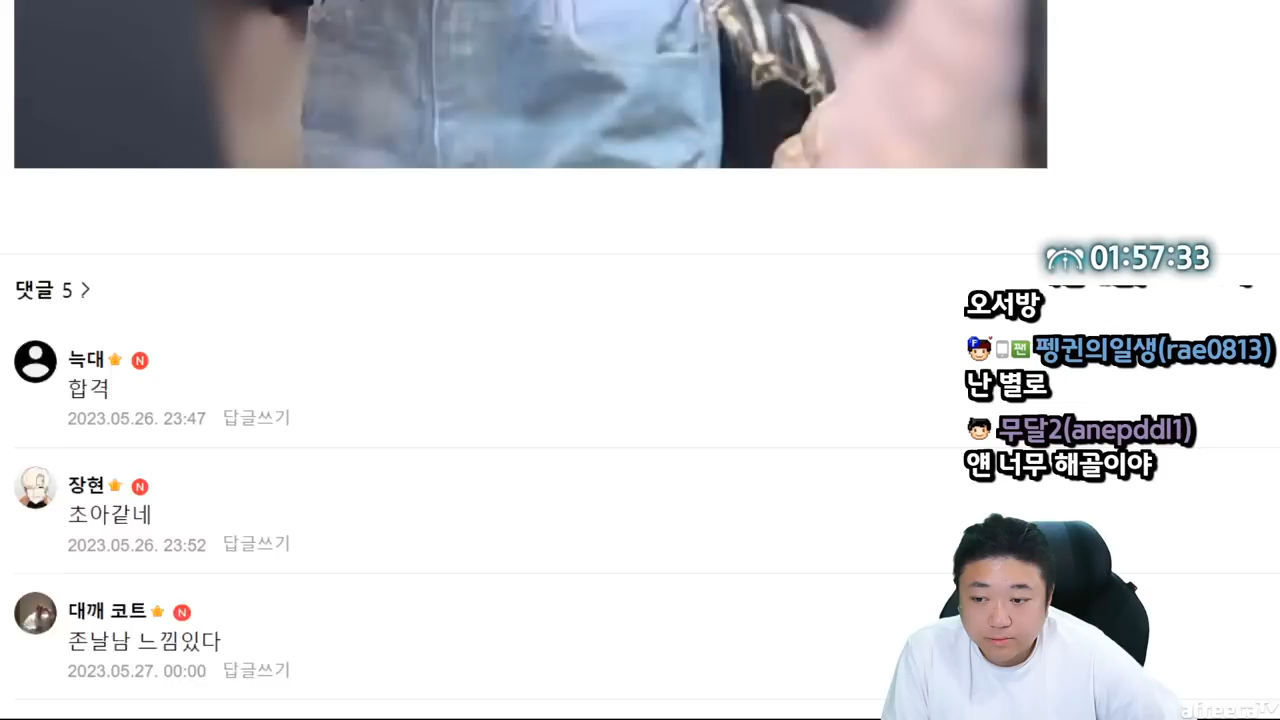 댓글 5 >
늑대 N
합격
2023.05.26. 23:47 답글쓰기
장현 N
초아같네
2023.05.26. 23:52 답글쓰기
대깨 코트 N
존날남 느낌있다
2023.05.27. 00:00 답글쓰기
01:57:33
오서방
F 팬 펭귄의일생(rae0813)
난 별로
무달2(anepddl1)
얜 너무 해골이야
afreecaTV